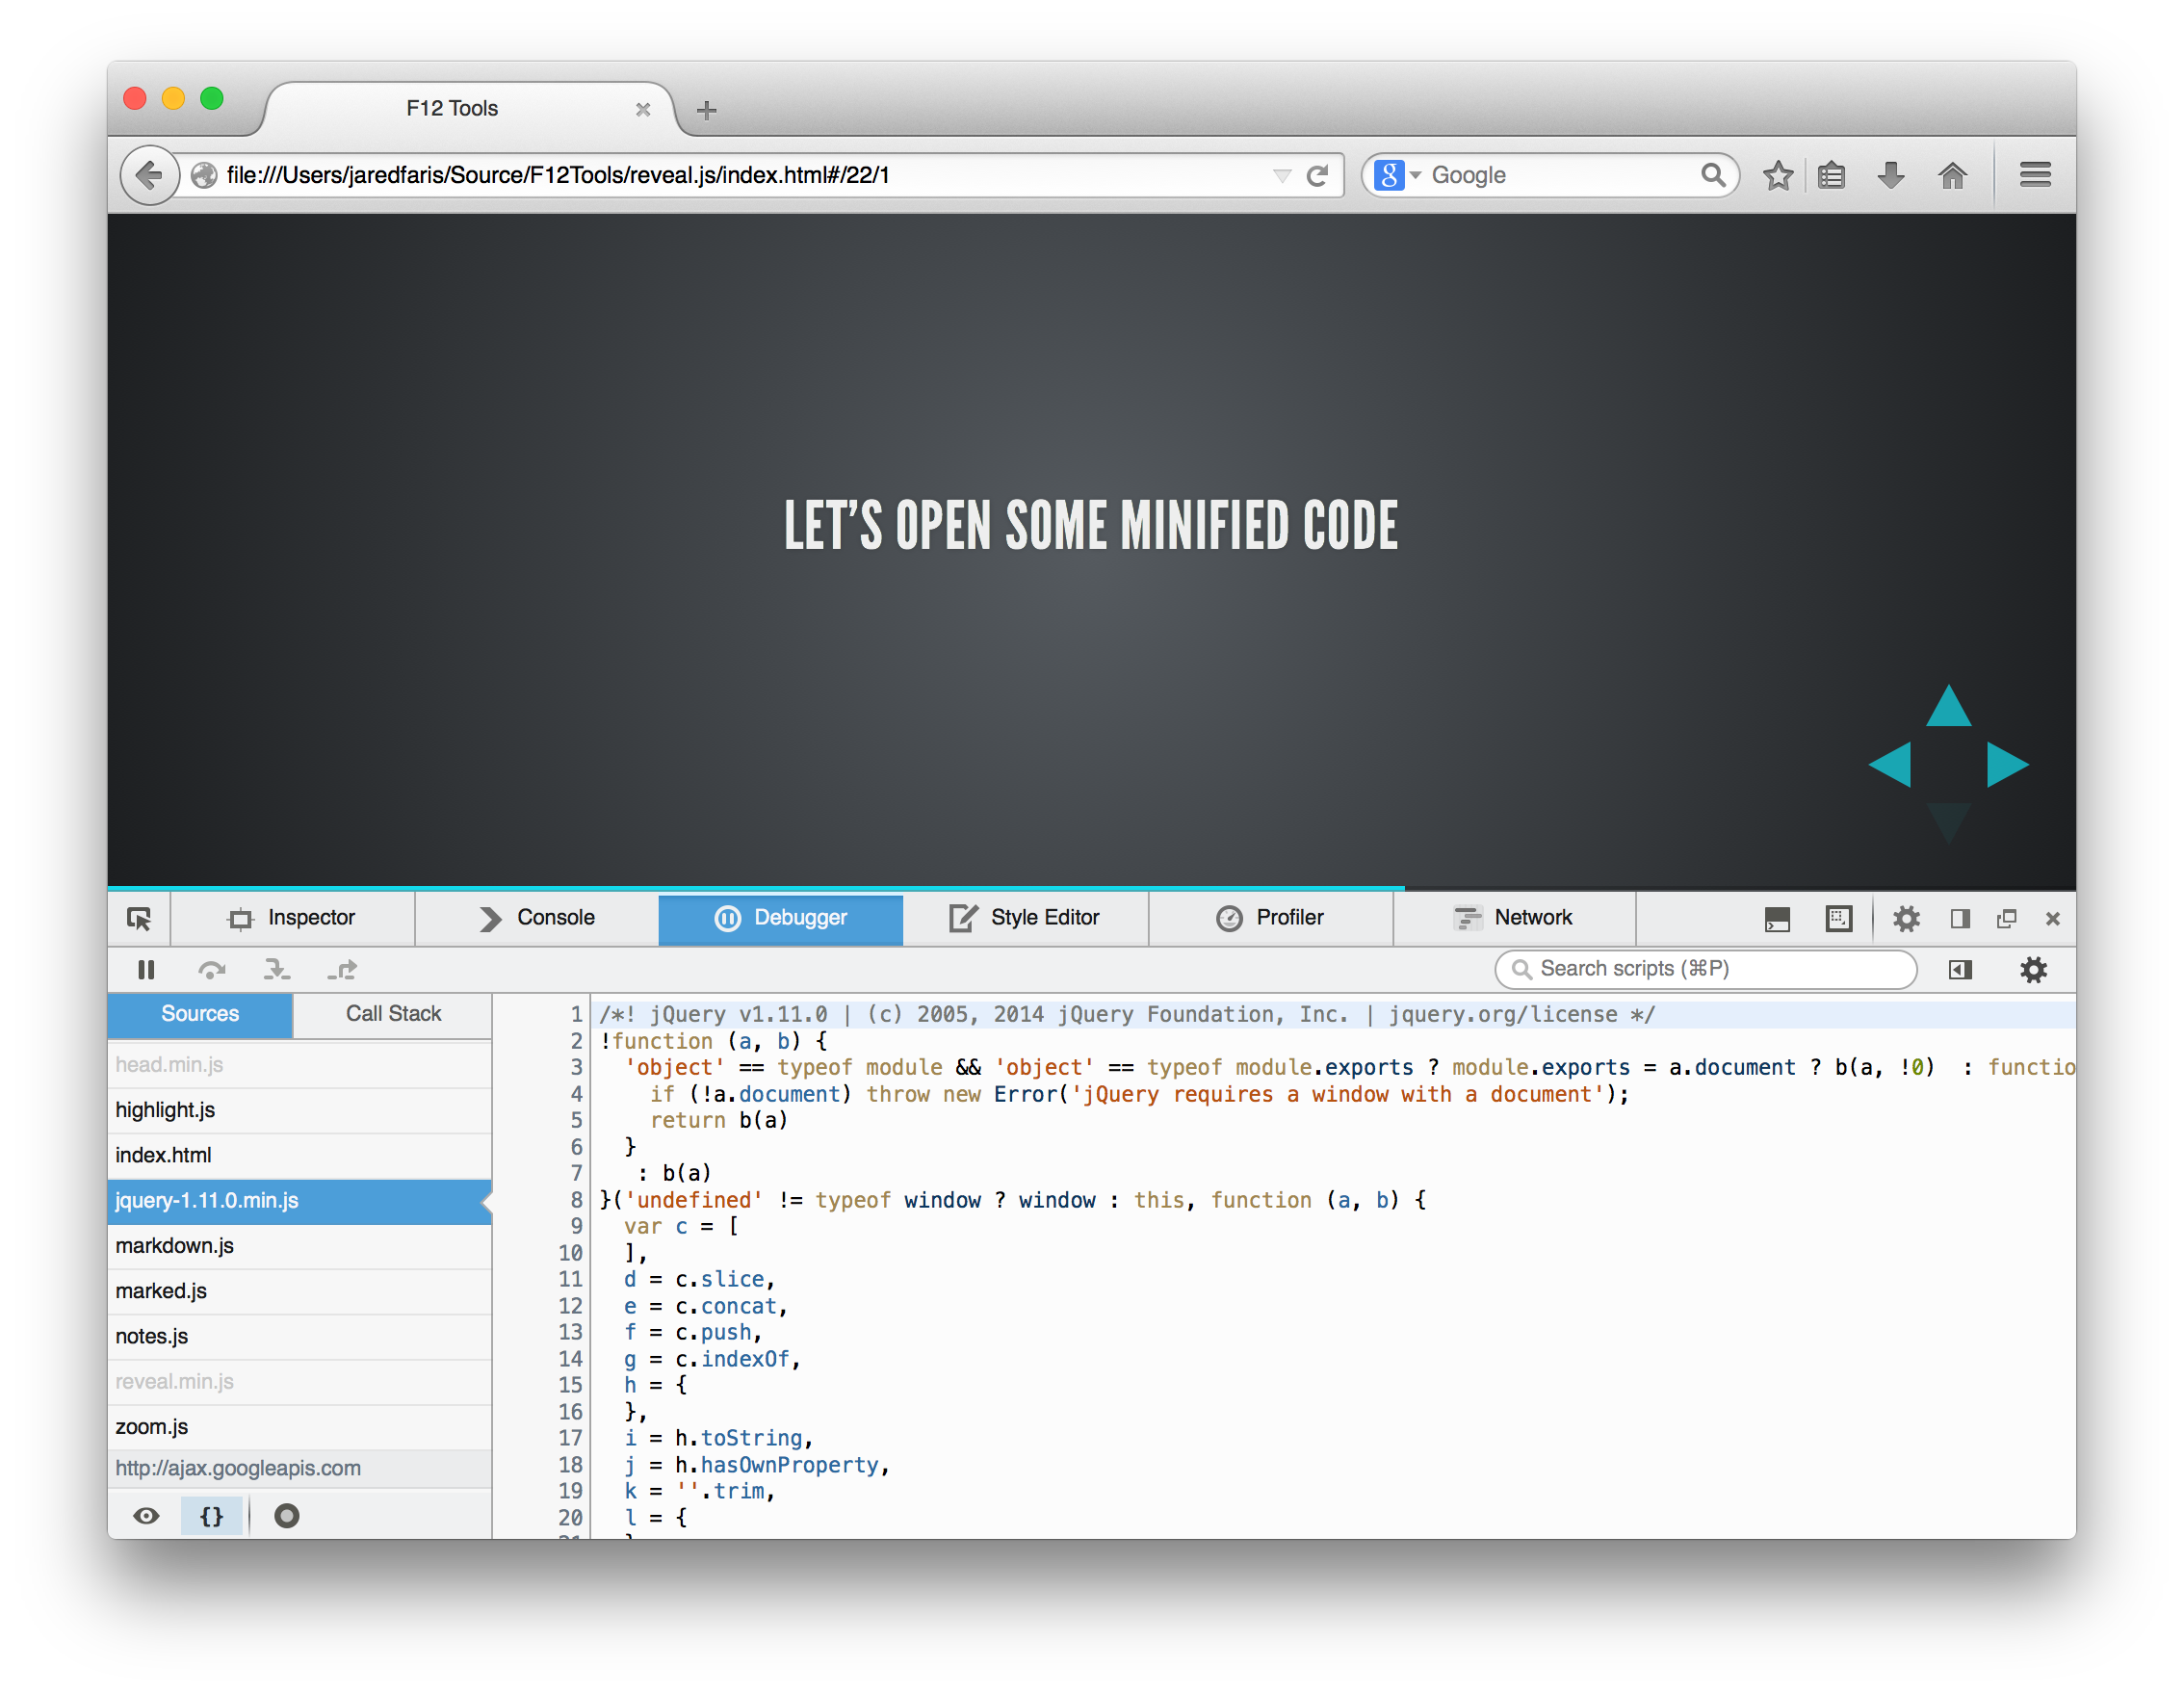 F12 Tools
file:///Users/jaredfaris/Source/F12Tools/reveal.js/index.html#/22/1
Google
LET'S OPEN SOME MINIFIED CODE
Inspector
Console
Debugger
Style Editor
Profiler
Network
Search scripts (⌘P)
Sources
Call Stack
head.min.js
highlight.js
index.html
jquery-1.11.0.min.js
markdown.js
marked.js
notes.js
reveal.min.js
zoom.js
http://ajax.googleapis.com
{}
1 /*! jQuery v1.11.0 | (c) 2005, 2014 jQuery Foundation, Inc. | jquery.org/license */
2 !function (a, b) {
3   'object' == typeof module && 'object' == typeof module.exports ? module.exports = a.document ? b(a, !0)  : functio
4     if (!a.document) throw new Error('jQuery requires a window with a document');
5     return b(a)
6   }
7    : b(a)
8 }('undefined' != typeof window ? window : this, function (a, b) {
9   var c = [
10   ],
11   d = c.slice,
12   e = c.concat,
13   f = c.push,
14   g = c.indexOf,
15   h = {
16   },
17   i = h.toString,
18   j = h.hasOwnProperty,
19   k = ''.trim,
20   l = {